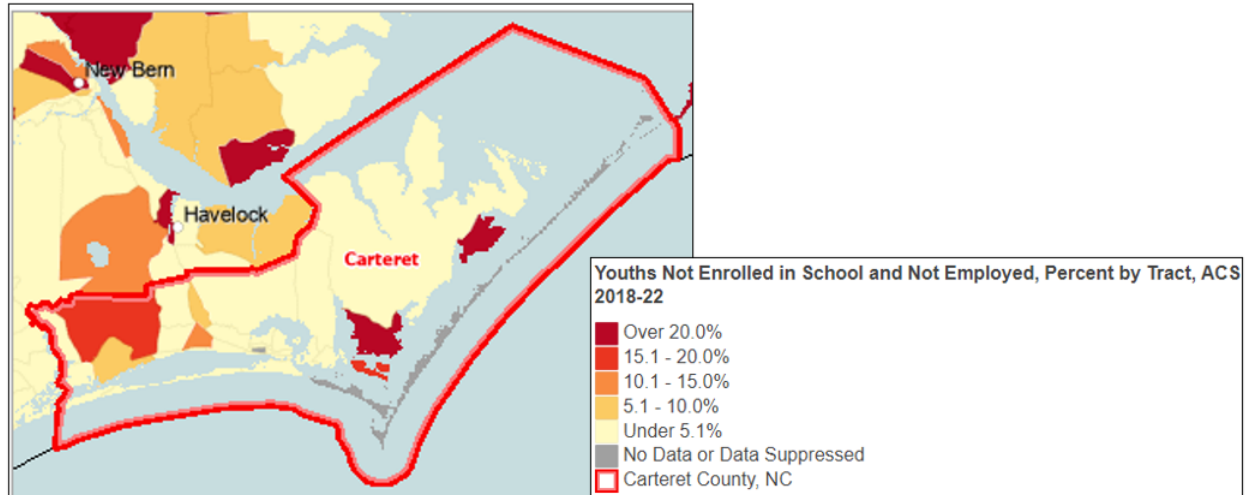 New Bern
Havelock
Carteret
Youths Not Enrolled in School and Not Employed, Percent by Tract, ACS
2018-22
Over 20.0%
15.1 - 20.0%
10.1 - 15.0%
5.1 - 10.0%
Under 5.1%
No Data or Data Suppressed
Carteret County, NC